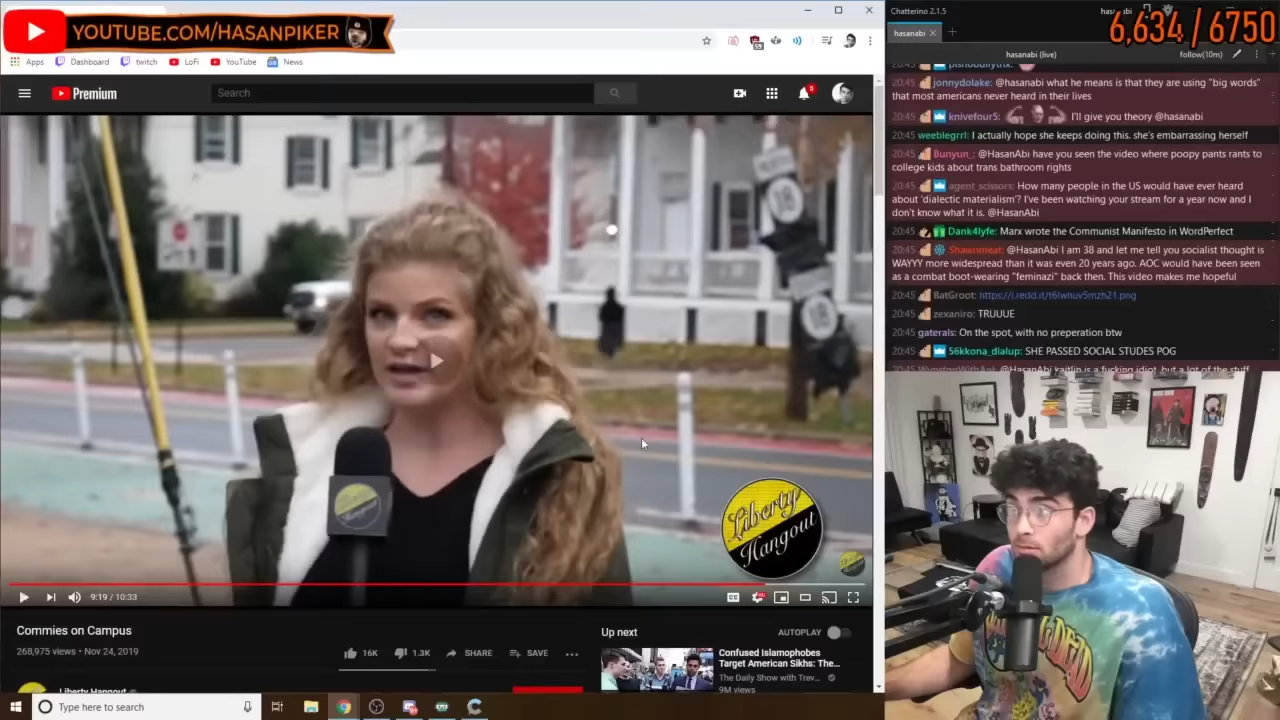 YOUTUBE.COM/HASANPIKER
Apps
Dashboard
twitch
LoFi
YouTube
News
Premium
Search
Liberty
Hangout
9:19 / 10:33
Commies on Campus
268,975 views • Nov 24, 2019
16K
1.3K
SHARE
SAVE
Liberty Hangout
Up next
AUTOPLAY
Confused Islamophobes
Target American Sikhs: The...
The Daily Show with Trev...
9M views
Type here to search
Chatterino 2.1.5
6,634 / 6750
hasanabi
hasanabi (live)
follow(10m)
20:45 jonnydolake: @hasanabi what he means is that they are using "big words"
that most americans never heard in their lives
20:45 knivefour5: I'll give you theory @hasanabi
20:45 weeblegrrl: I actually hope she keeps doing this. she's embarrassing herself
20:45 Bunyun_: @HasanAbi have you seen the video where poopy pants rants to
college kids about trans bathroom rights
20:45 agent_scissors: How many people in the US would have ever heard
about 'dialectic materialism'? I've been watching your stream for a year now and I
don't know what it is. @HasanAbi
20:45 Dank4lyfe: Marx wrote the Communist Manifesto in WordPerfect
20:45 Shawnmeat: @HasanAbi I am 38 and let me tell you socialist thought is
WAYYY more widespread than it was even 20 years ago. AOC would have been seen
as a combat boot-wearing "feminazi" back then. This video makes me hopeful
20:45 BatGroot: https://i.redd.it/t6lwhuv5mzh21.png
20:45 zexaniro: TRUUUE
20:45 gaterals: On the spot, with no preperation btw
20:45 56kkona_dialup: SHE PASSED SOCIAL STUDES POG